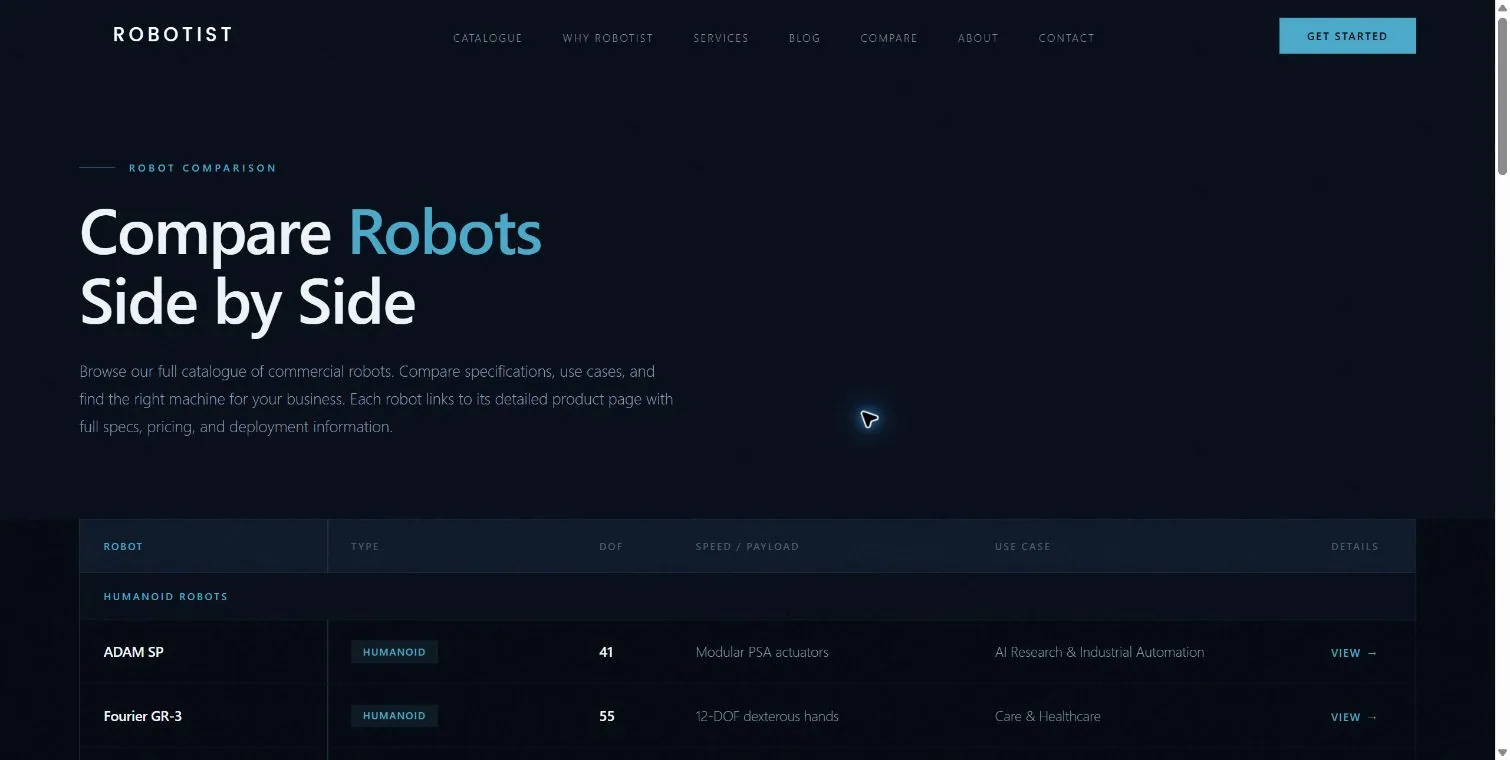 ROBOTIST
CATALOGUE WHY ROBOTIST SERVICES BLOG COMPARE ABOUT CONTACT
GET STARTED
ROBOT COMPARISON
Compare Robots
Side by Side
Browse our full catalogue of commercial robots. Compare specifications, use cases, and
find the right machine for your business. Each robot links to its detailed product page with
full specs, pricing, and deployment information.
ROBOT TYPE DOF SPEED / PAYLOAD USE CASE DETAILS
HUMANOID ROBOTS
ADAM SP HUMANOID 41 Modular PSA actuators AI Research & Industrial Automation VIEW →
Fourier GR-3 HUMANOID 55 12-DOF dexterous hands Care & Healthcare VIEW →